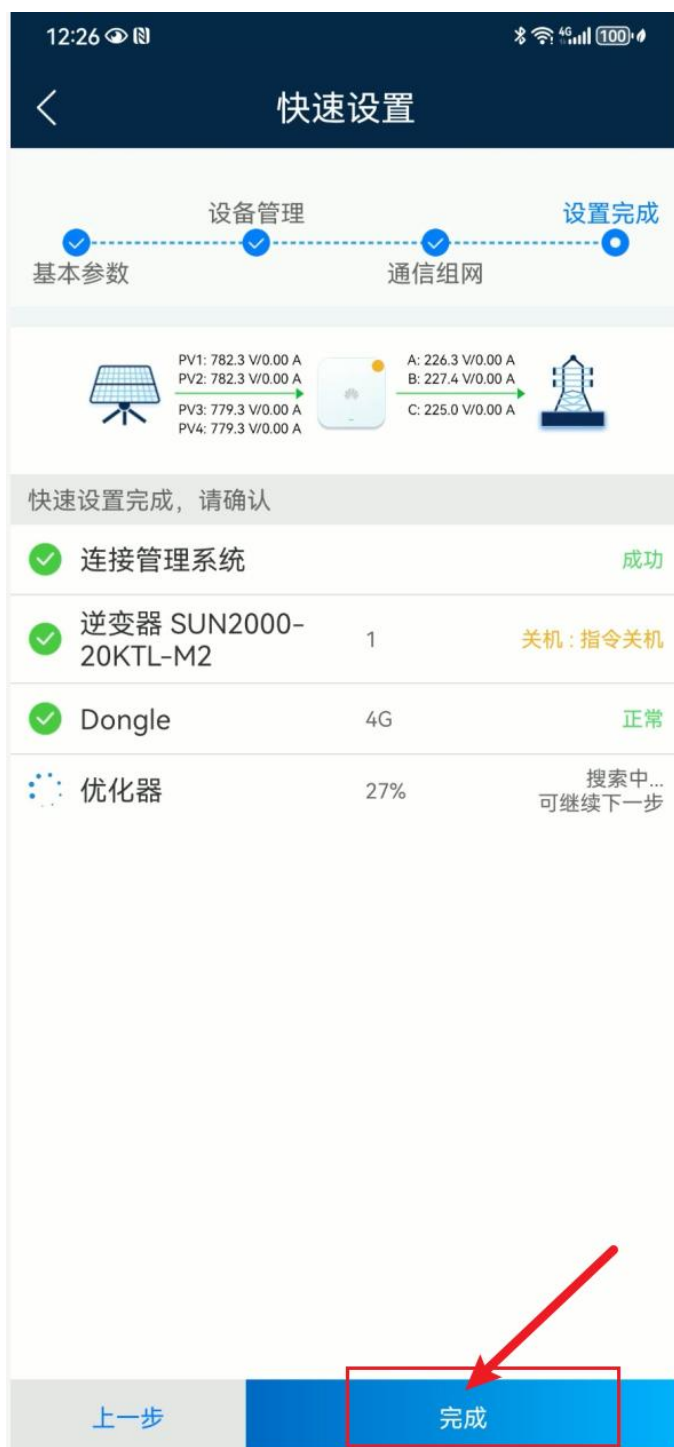 12:26
4G
100
快速设置
设备管理
设置完成
基本参数
通信组网
PV1: 782.3 V/0.00 A
PV2: 782.3 V/0.00 A
PV3: 779.3 V/0.00 A
PV4: 779.3 V/0.00 A
A: 226.3 V/0.00 A
B: 227.4 V/0.00 A
C: 225.0 V/0.00 A
快速设置完成，请确认
连接管理系统 成功
逆变器 SUN2000-
20KTL-M2
1
关机 : 指令关机
Dongle 4G 正常
优化器 27%
搜索中...
可继续下一步
上一步 完成